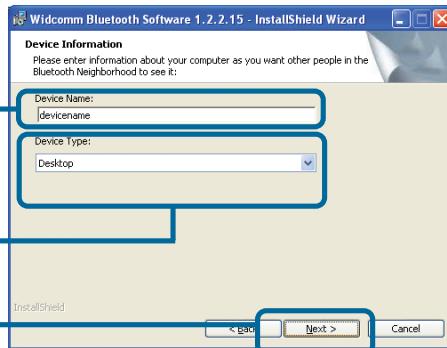 Widcomm Bluetooth Software 1.2.2.15 - InstallShield Wizard
Device Information
Please enter information about your computer as you want other people in the
Bluetooth Neighborhood to see it:
Device Name:
devicename
Device Type:
Desktop
InstallShield
< Back Next > Cancel